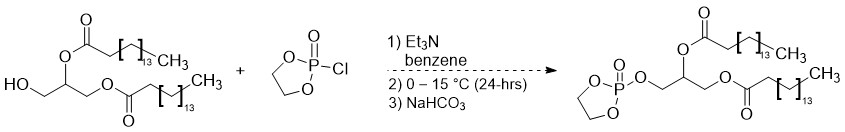 O
O
13
CH₃
HO
O
O
13
CH₃
+
O
O
P
Cl
O
1) Et₃N
benzene
2) 0 – 15 °C (24-hrs)
3) NaHCO₃
O
O
13
CH₃
O
O
P
O
O
O
O
13
CH₃